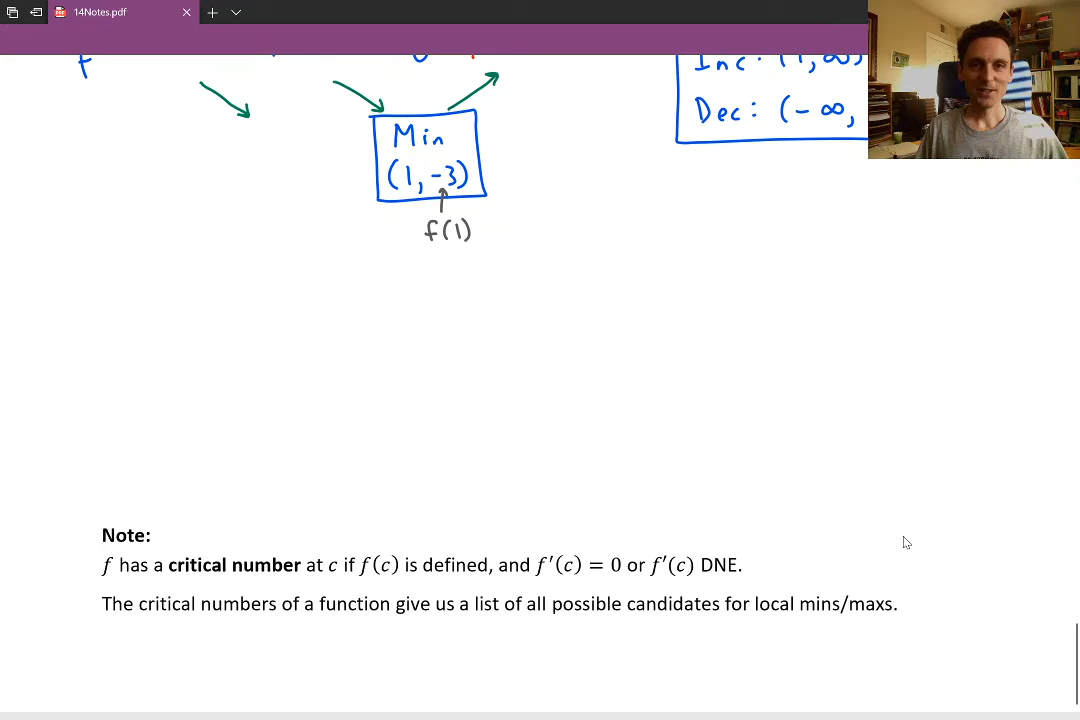 14Notes.pdf
f
Inc: (1, ∞)
Dec: (-∞,
Min
(1, -3)
f(1)
Note:
f has a critical number at c if f(c) is defined, and f′(c) = 0 or f′(c) DNE.
The critical numbers of a function give us a list of all possible candidates for local mins/maxs.